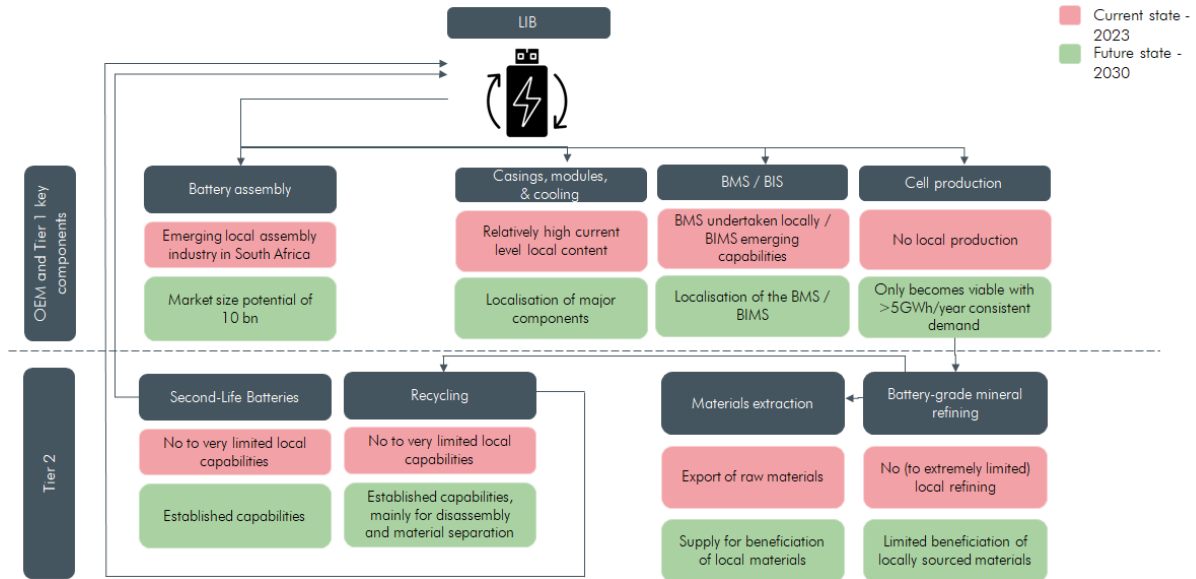 LIB
Current state -
2023
Future state -
2030
OEM and Tier 1 key
components
Battery assembly
Emerging local assembly
industry in South Africa
Market size potential of
10 bn
Casings, modules,
& cooling
Relatively high current
level local content
Localisation of major
components
BMS / BIS
BMS undertaken locally /
BIMS emerging
capabilities
Localisation of the BMS /
BIMS
Cell production
No local production
Only becomes viable with
>5GWh/year consistent
demand
Tier 2
Second-Life Batteries
No to very limited local
capabilities
Established capabilities
Recycling
No to very limited local
capabilities
Established capabilities,
mainly for disassembly
and material separation
Materials extraction
Export of raw materials
Supply for beneficiation
of local materials
Battery-grade mineral
refining
No (to extremely limited)
local refining
Limited beneficiation of
locally sourced materials